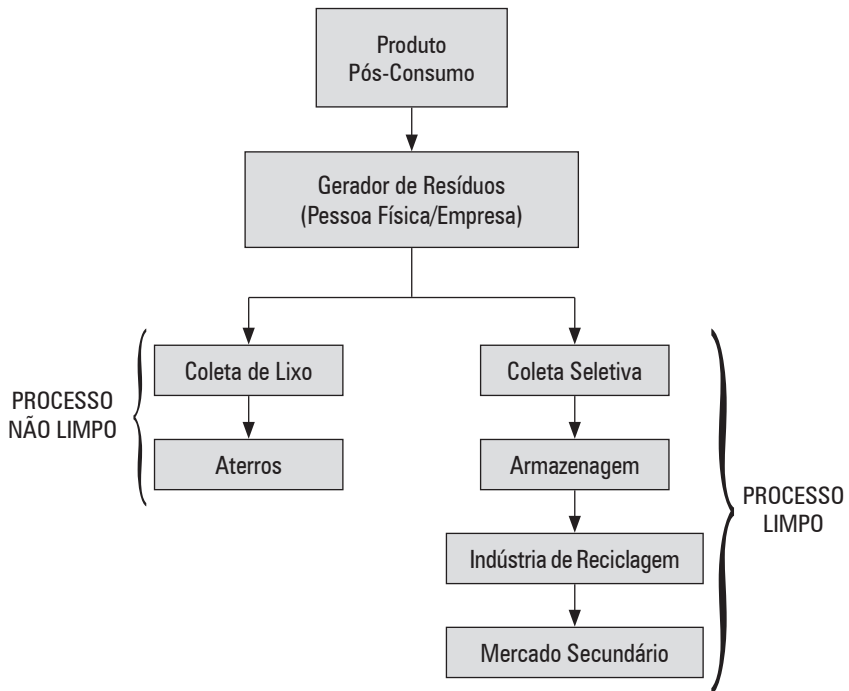 Produto
Pós-Consumo
Gerador de Resíduos
(Pessoa Física/Empresa)
PROCESSO
NÃO LIMPO
Coleta de Lixo
Aterros
Coleta Seletiva
Armazenagem
Indústria de Reciclagem
Mercado Secundário
PROCESSO
LIMPO